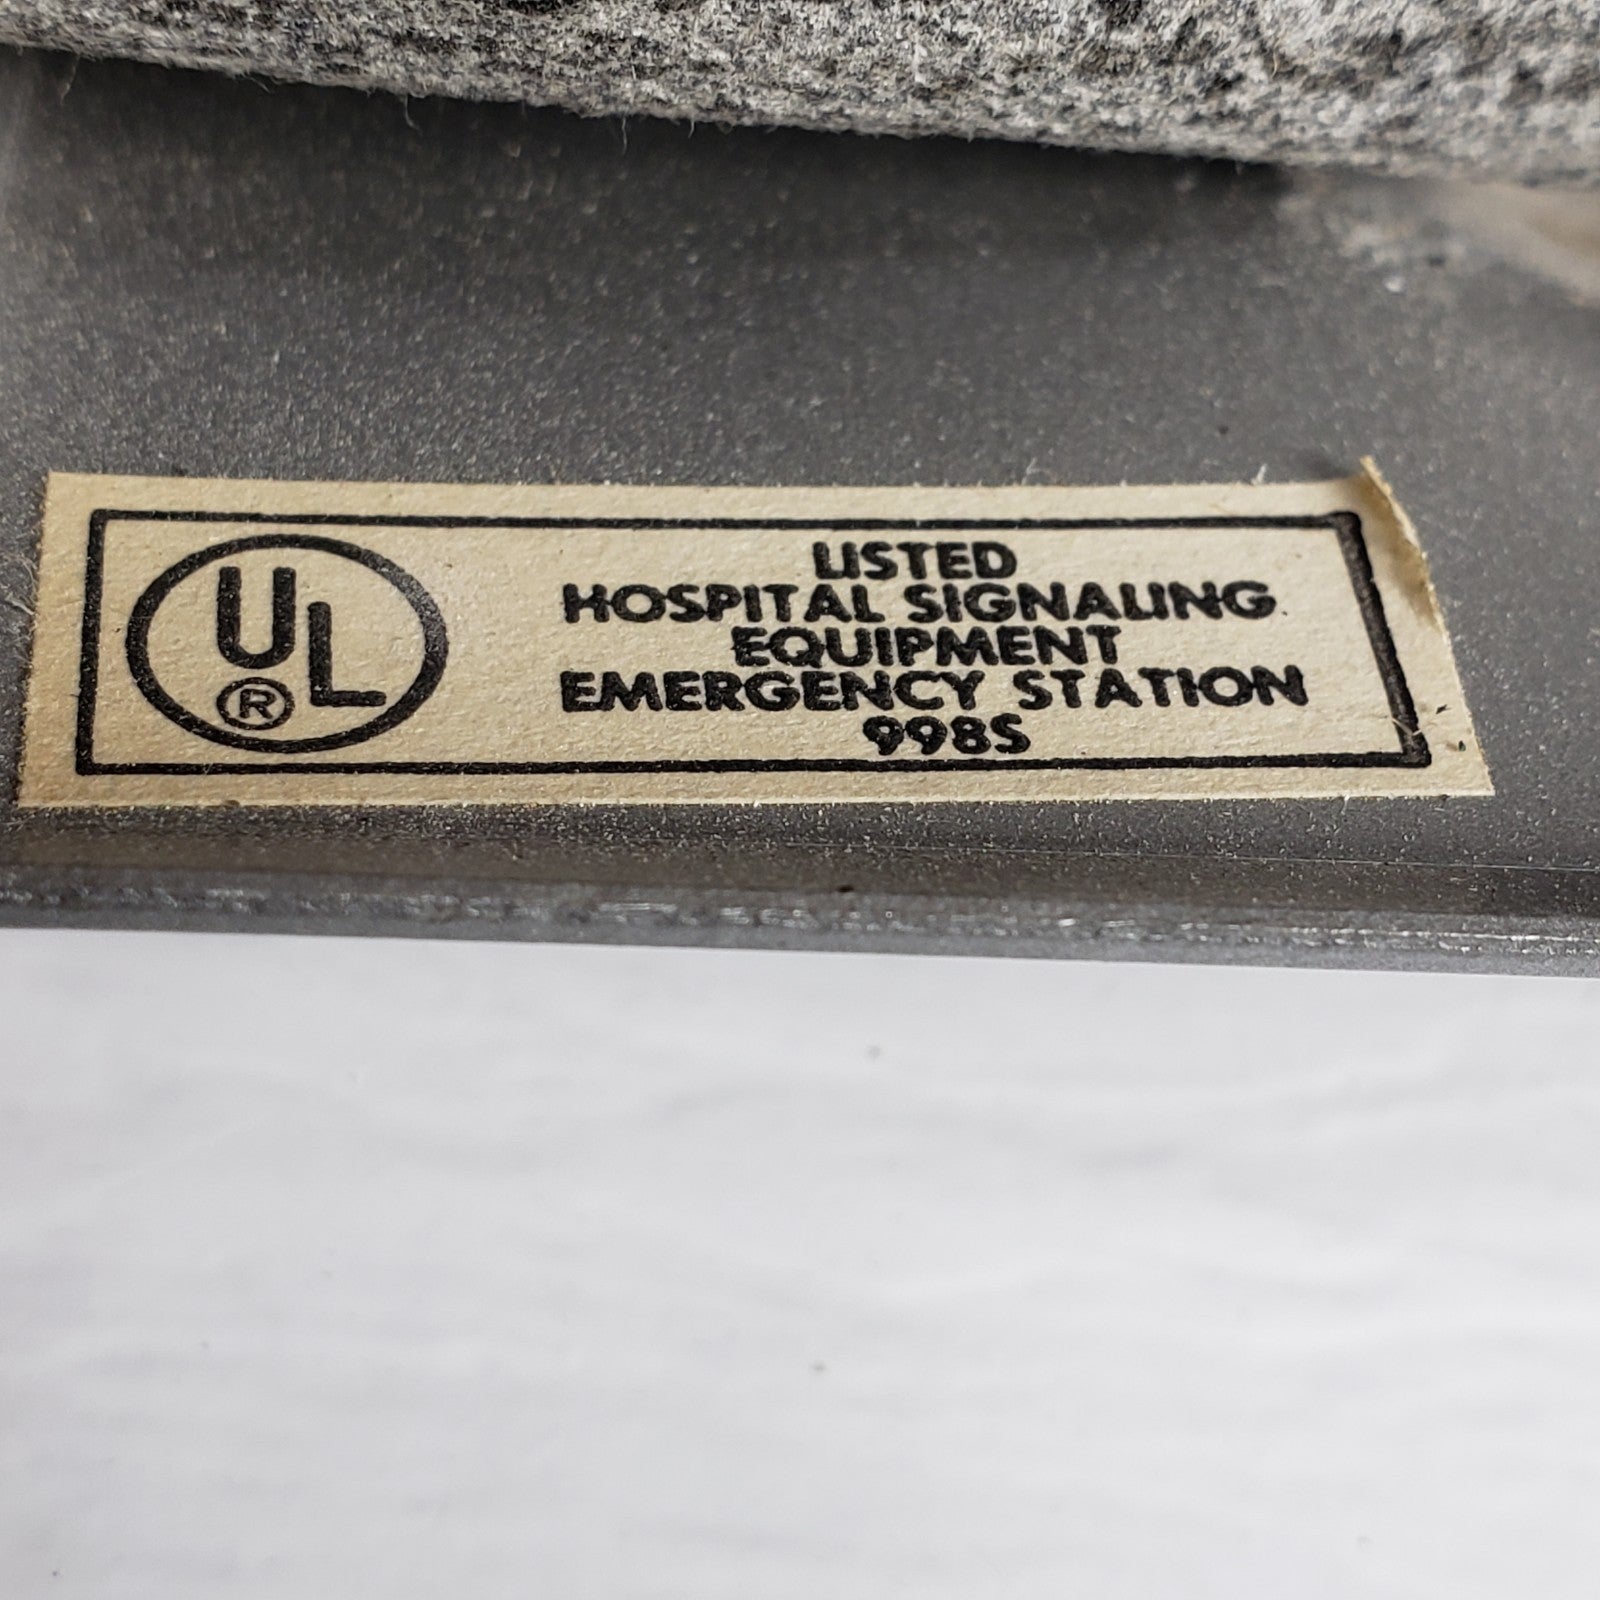 UL
®
LISTED
HOSPITAL SIGNALING
EQUIPMENT
EMERGENCY STATION
998S